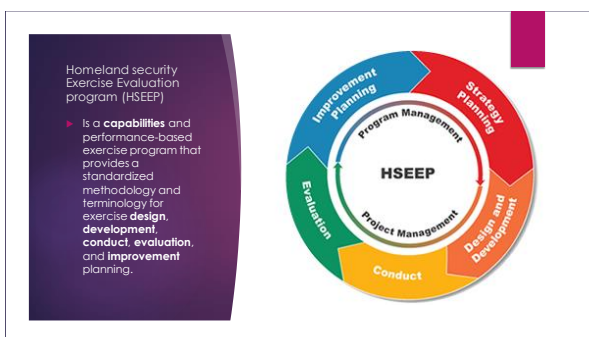 Homeland security
Exercise Evaluation
program (HSEEP)
Is a capabilities and
performance-based
exercise program that
provides a
standardized
methodology and
terminology for
exercise design,
development,
conduct, evaluation,
and improvement
planning.
Improvement
Planning
Strategy
Planning
Program Management
HSEEP
Project Management
Evaluation
Design and
Development
Conduct